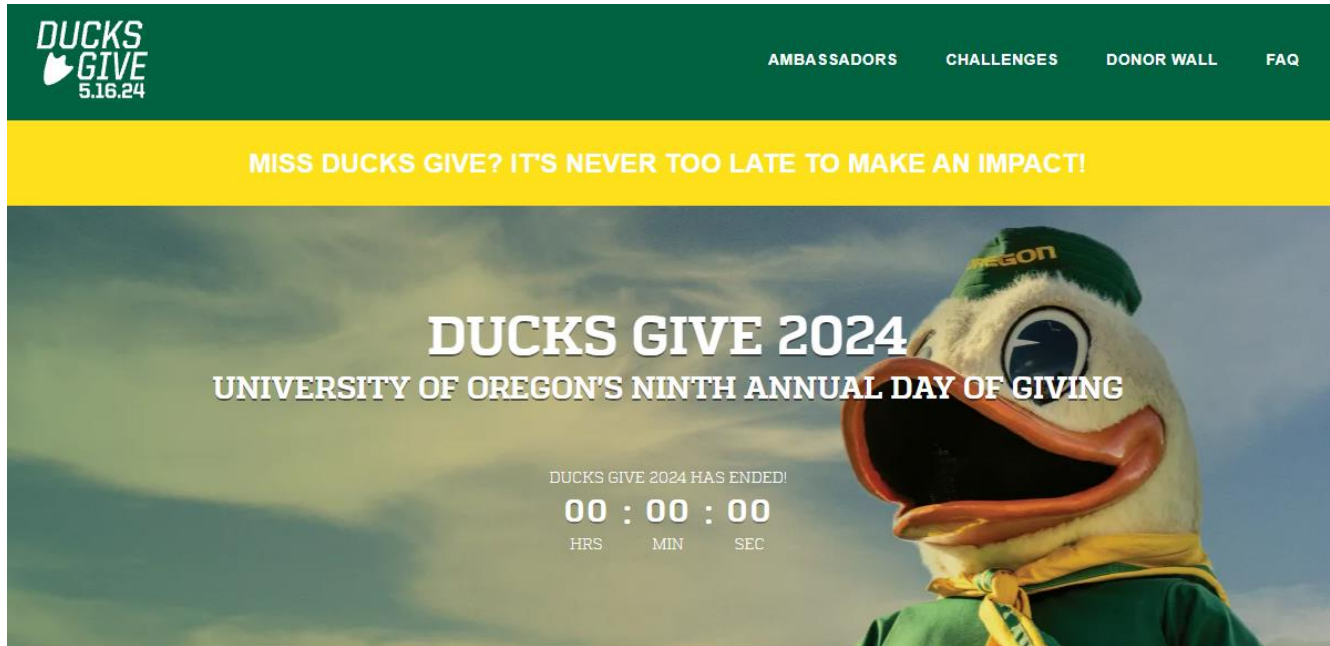 DUCKS
GIVE
5.16.24
AMBASSADORS CHALLENGES DONOR WALL FAQ
MISS DUCKS GIVE? IT'S NEVER TOO LATE TO MAKE AN IMPACT!
OREGON
DUCKS GIVE 2024
UNIVERSITY OF OREGON'S NINTH ANNUAL DAY OF GIVING
DUCKS GIVE 2024 HAS ENDED!
00 : 00 : 00
HRS MIN SEC